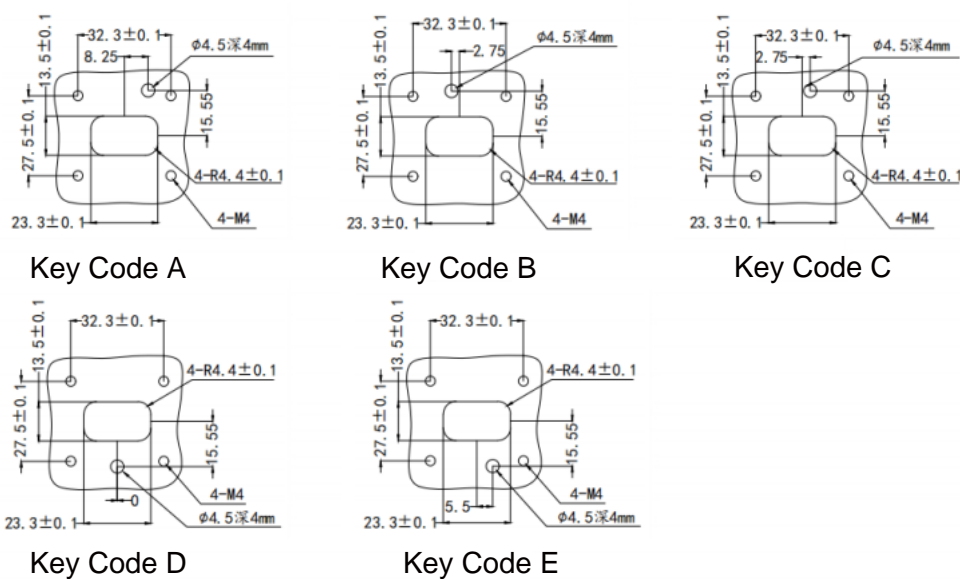 32.3±0.1
8.25
ø4.5深4mm
13.5±0.1
27.5±0.1
15.55
4-R4.4±0.1
23.3±0.1
4-M4
Key Code A
32.3±0.1
2.75
ø4.5深4mm
13.5±0.1
27.5±0.1
15.55
4-R4.4±0.1
23.3±0.1
4-M4
Key Code B
32.3±0.1
2.75
ø4.5深4mm
13.5±0.1
27.5±0.1
15.55
4-R4.4±0.1
23.3±0.1
4-M4
Key Code C
32.3±0.1
13.5±0.1
4-R4.4±0.1
27.5±0.1
15.55
4-M4
0
23.3±0.1
ø4.5深4mm
Key Code D
32.3±0.1
13.5±0.1
4-R4.4±0.1
27.5±0.1
15.55
4-M4
5.5
23.3±0.1
ø4.5深4mm
Key Code E